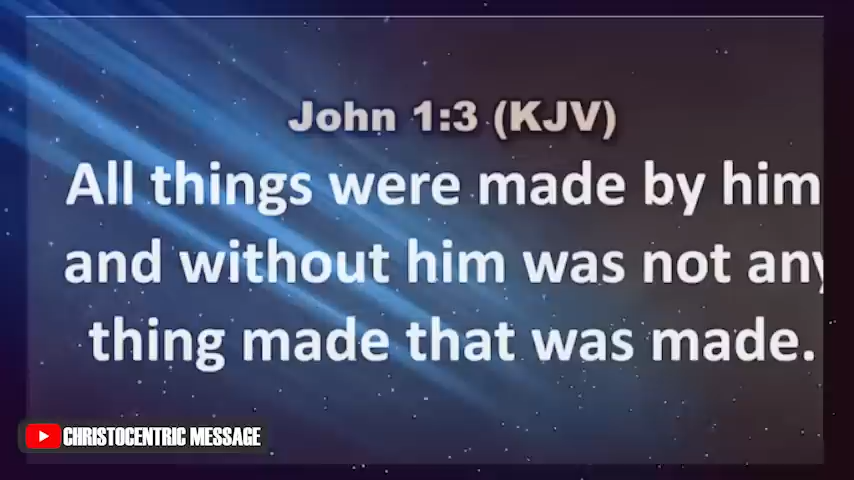 John 1:3 (KJV)
All things were made by him
and without him was not any
thing made that was made.
CHRISTOCENTRIC MESSAGE